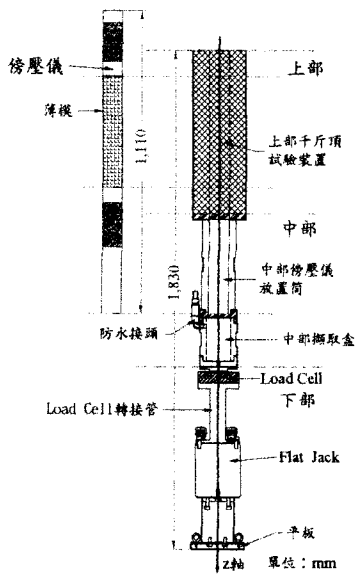 傍壓儀
薄模
1,110
1,830
上部
上部千斤頂
試驗裝置
中部
中部傍壓儀
放置筒
防水接頭
中部擷取盒
Load Cell
下部
Load Cell轉接管
Flat Jack
平板
z軸
單位：mm